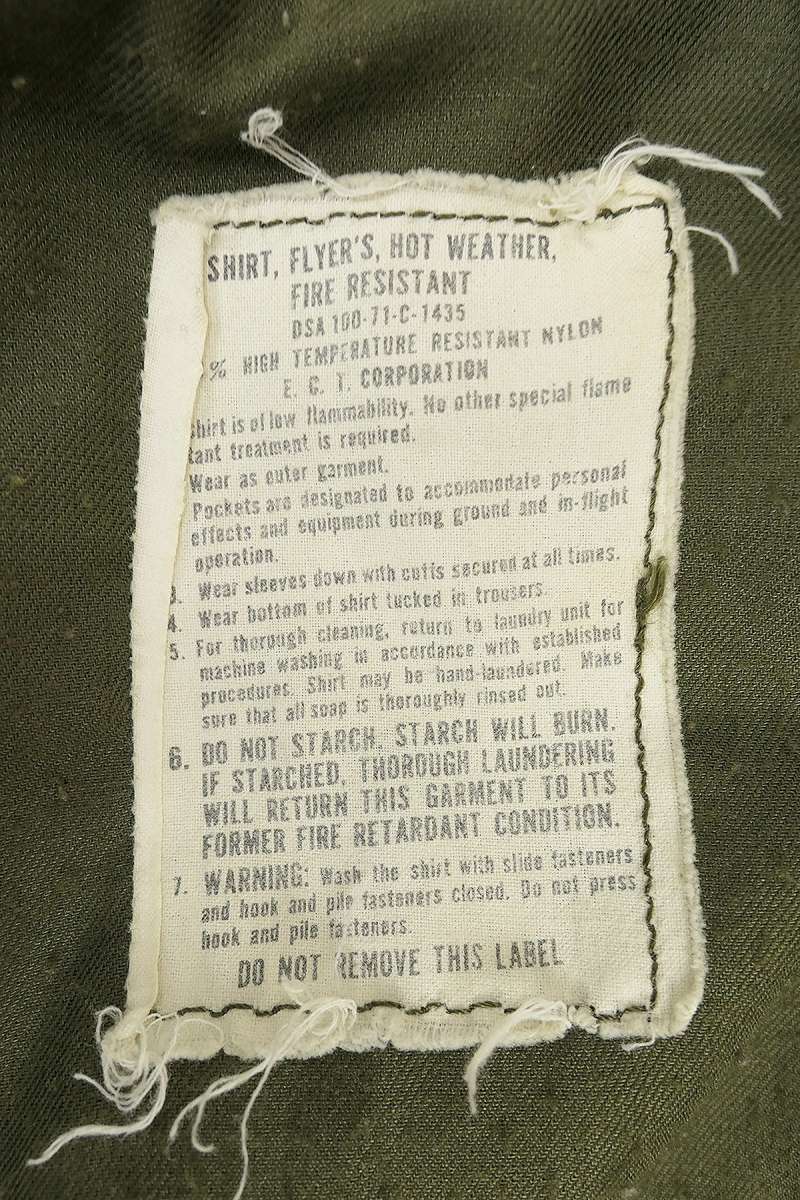 SHIRT, FLYER'S, HOT WEATHER,
FIRE RESISTANT
DSA 100-71-C-1435
% HIGH TEMPERATURE RESISTANT NYLON
E. C. T. CORPORATION
shirt is of low flammability. No other special flame
tant treatment is required.
Wear as outer garment.
Pockets are designated to accommodate personal
effects and equipment during ground and in-flight
operation.
3. Wear sleeves down with cuffs secured at all times.
4. Wear bottom of shirt tucked in trousers.
5. For thorough cleaning, return to laundry unit for
machine washing in accordance with established
procedures. Shirt may be hand-laundered. Make
sure that all soap is thoroughly rinsed out.
6. DO NOT STARCH. STARCH WILL BURN.
IF STARCHED, THOROUGH LAUNDERING
WILL RETURN THIS GARMENT TO ITS
FORMER FIRE RETARDANT CONDITION.
7. WARNING: Wash the shirt with slide fasteners
and hook and pile fasteners closed. Do not press
hook and pile fasteners.
DO NOT REMOVE THIS LABEL